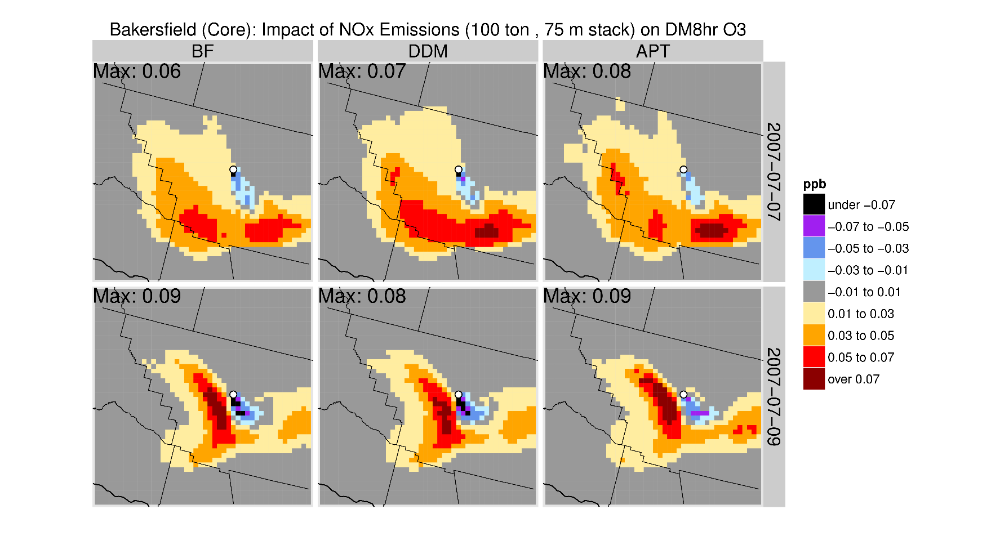 Bakersfield (Core): Impact of NOx Emissions (100 ton , 75 m stack) on DM8hr O3
BF DDM APT
Max: 0.06 Max: 0.07 Max: 0.08
2007−07−07
Max: 0.09 Max: 0.08 Max: 0.09
2007−07−09
ppb
under −0.07
−0.07 to −0.05
−0.05 to −0.03
−0.03 to −0.01
−0.01 to 0.01
0.01 to 0.03
0.03 to 0.05
0.05 to 0.07
over 0.07